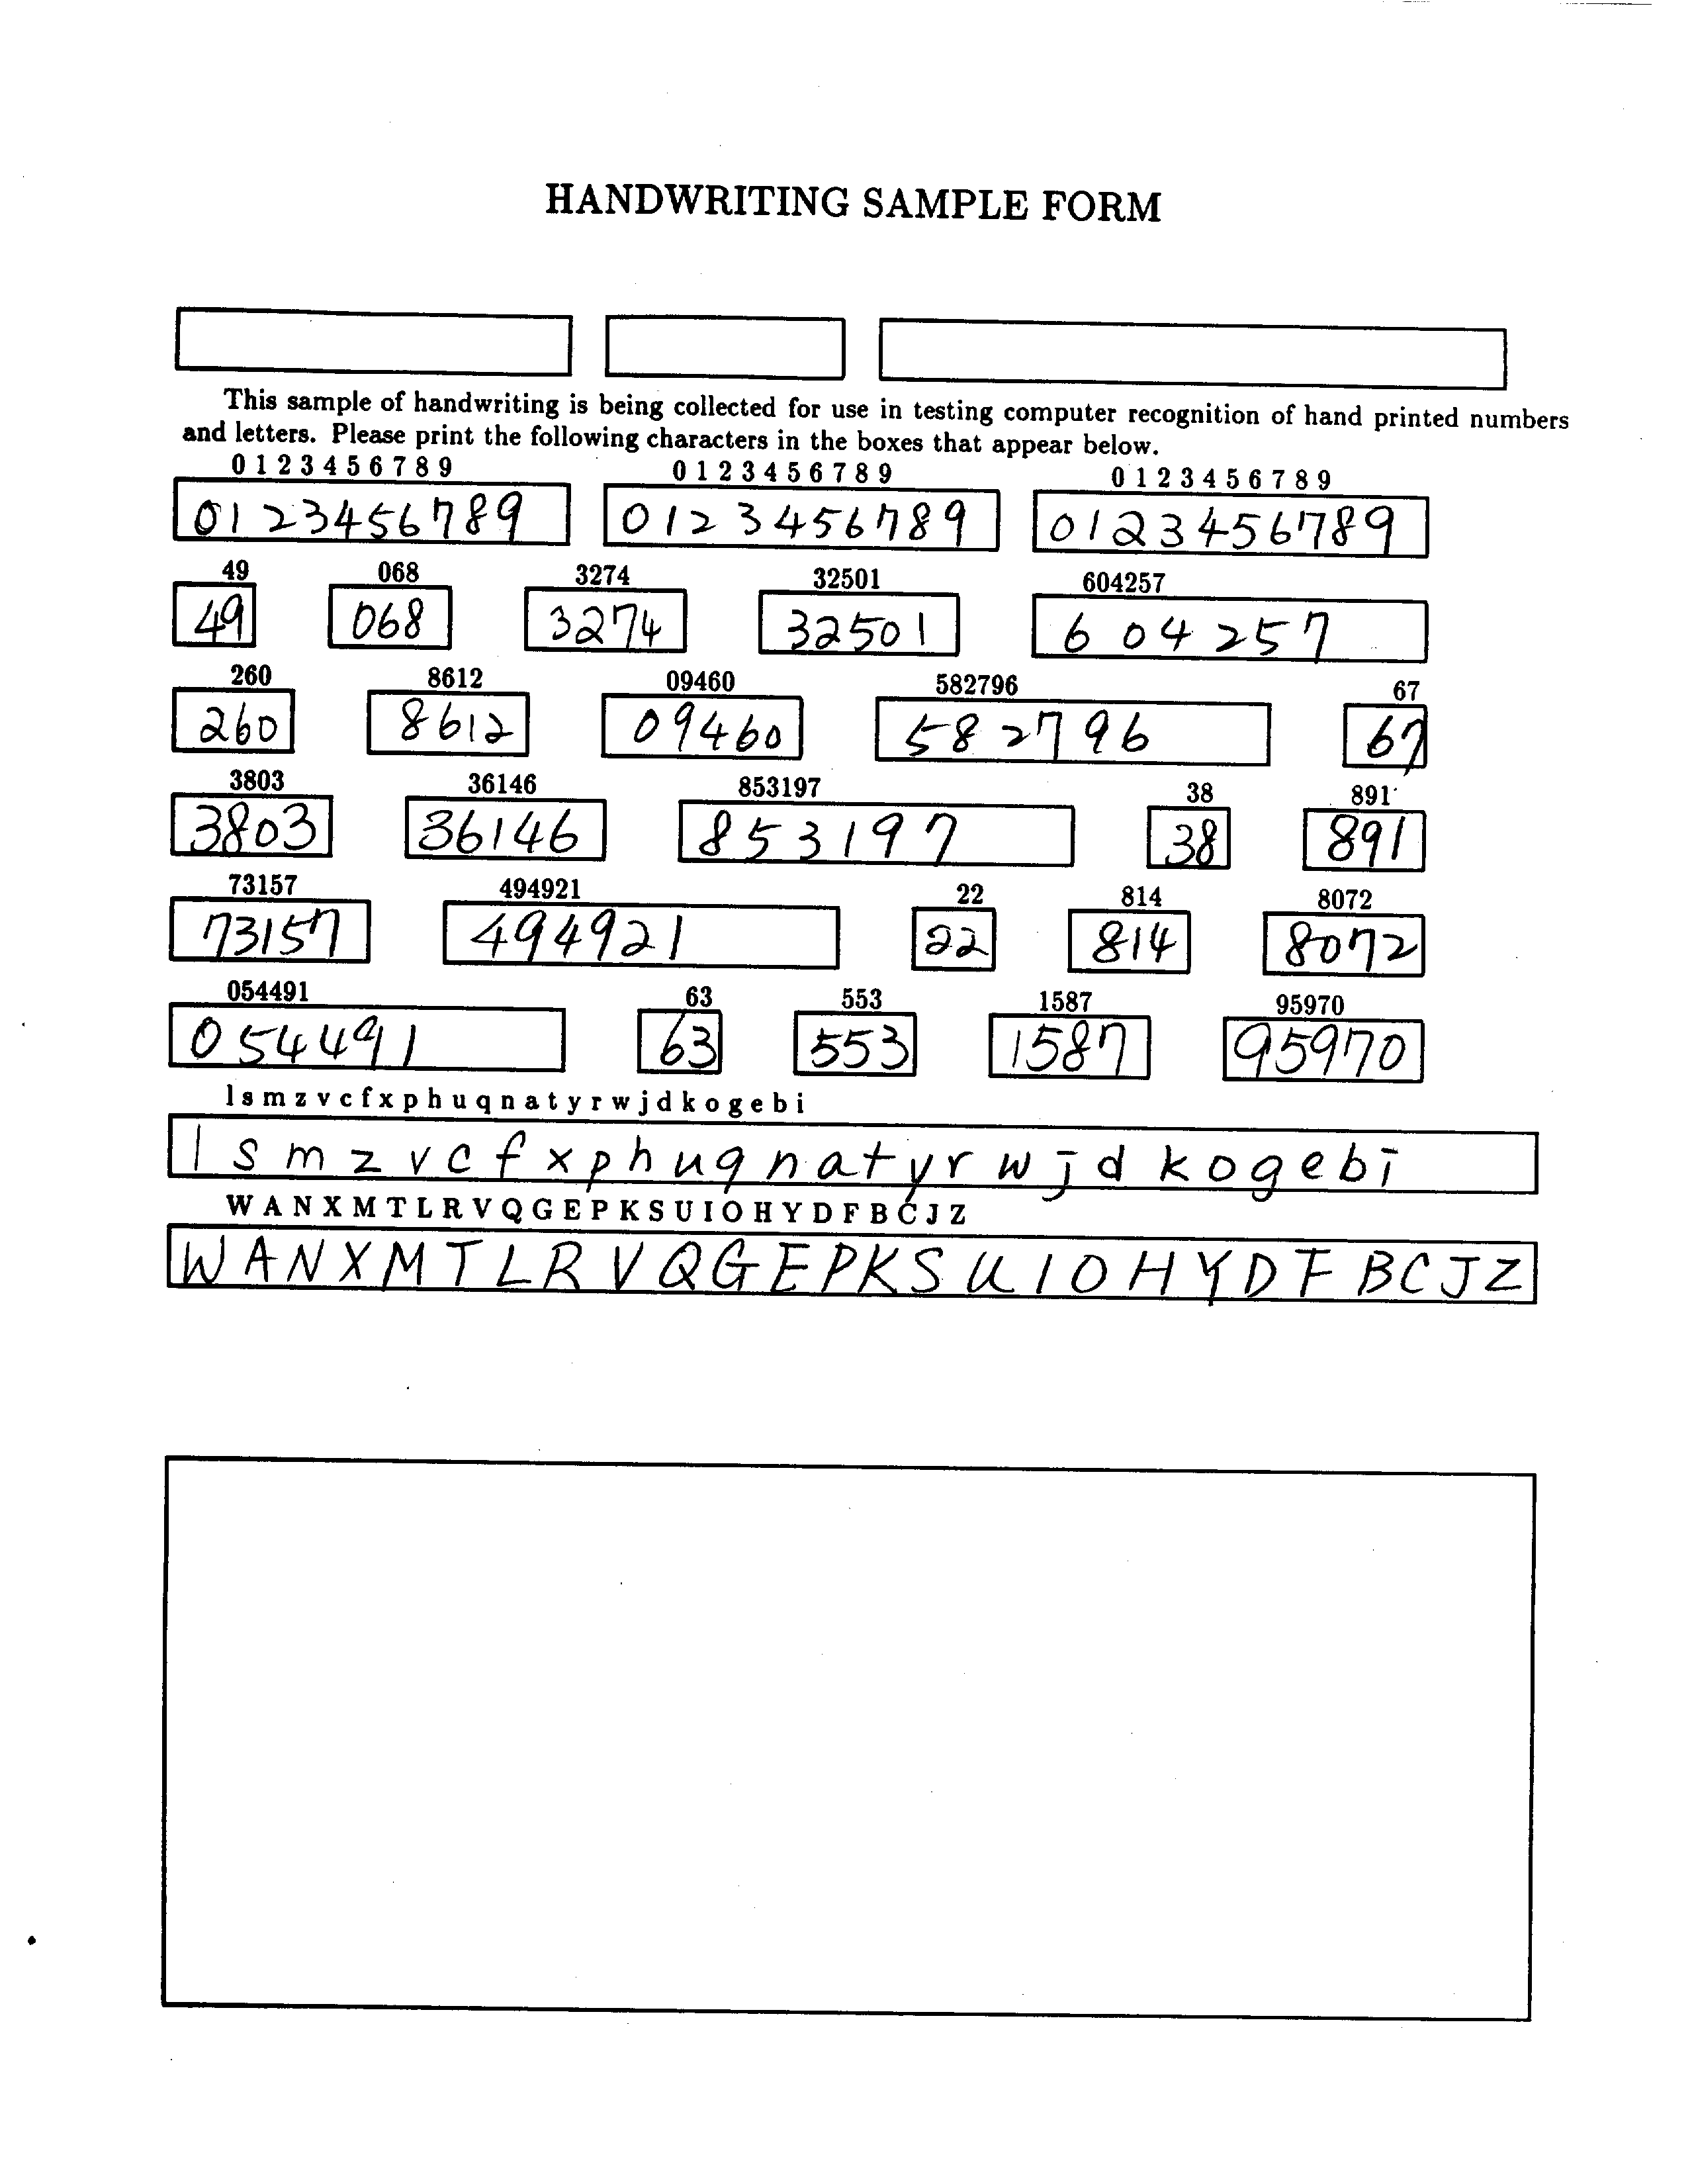 HANDWRITING SAMPLE FORM
This sample of handwriting is being collected for use in testing computer recognition of hand printed numbers
and letters. Please print the following characters in the boxes that appear below.
0 1 2 3 4 5 6 7 8 9 0 1 2 3 4 5 6 7 8 9 0 1 2 3 4 5 6 7 8 9
0123456789 0123456789 0123456789
49 068 3274 32501 604257
49 068 3274 32501 604257
260 8612 09460 582796 67
260 8612 09460 582796 67
3803 36146 853197 38 891
3803 36146 853197 38 891
73157 494921 22 814 8072
73157 494921 22 814 8072
054491 63 553 1587 95970
054491 63 553 1587 95970
l s m z v c f x p h u q n a t y r w j d k o g e b i
l s m z v c f x p h u q n a t y r w j d k o g e b i
W A N X M T L R V Q G E P K S U I O H Y D F B C J Z
W A N X M T L R V Q G E P K S U I O H Y D F B C J Z